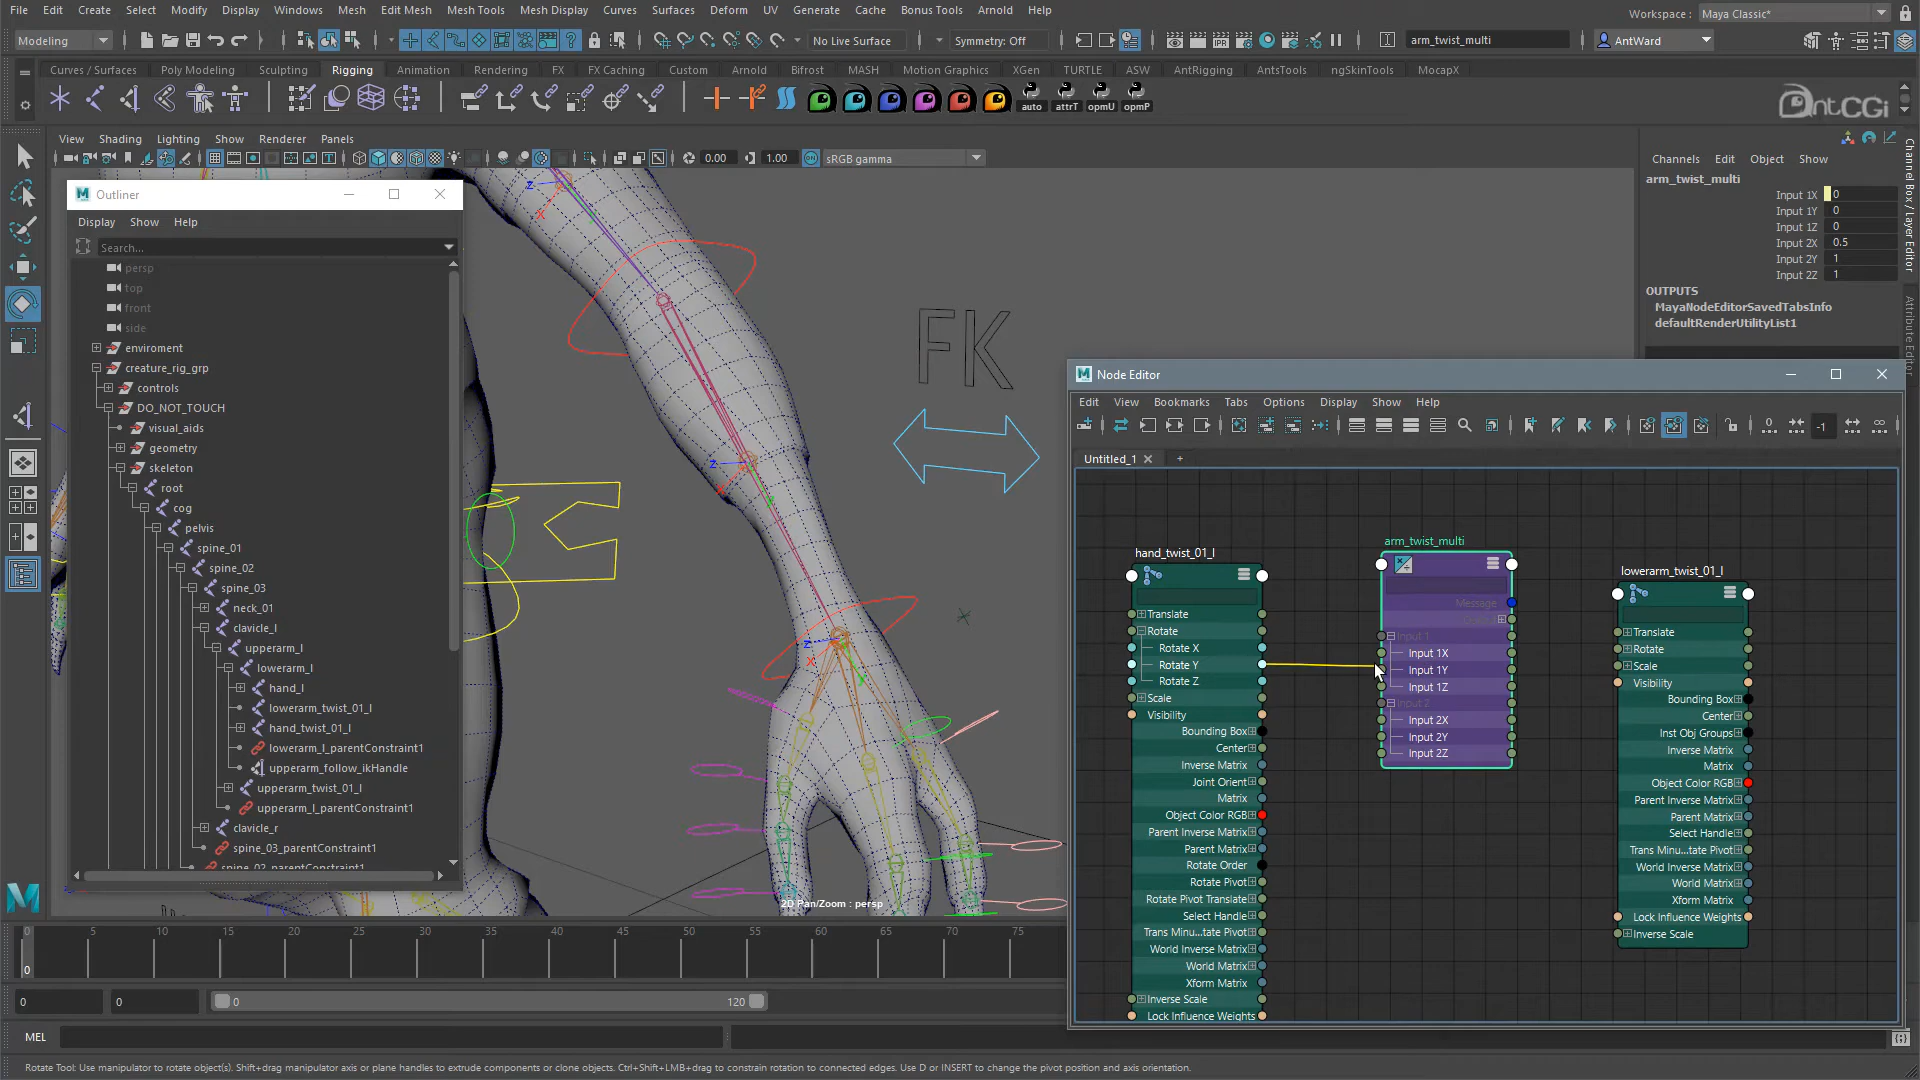 File Edit Create Select Modify Display Windows Mesh Edit Mesh Mesh Tools Mesh Display Curves Surfaces Deform UV Generate Cache Bonus Tools Arnold Help
Workspace : Maya Classic*
Modeling No Live Surface Symmetry: Off arm_twist_multi AntWard
Curves / Surfaces Poly Modeling Sculpting Rigging Animation Rendering FX FX Caching Custom Arnold Bifrost MASH Motion Graphics XGen TURTLE ASW AntRigging AntsTools ngSkinTools MocapX
auto attrT opmU opmP
AntCGi
View Shading Lighting Show Renderer Panels
0.00 1.00 sRGB gamma
Channels Edit Object Show
arm_twist_multi
Input 1X 0
Input 1Y 0
Input 1Z 0
Input 2X 0.5
Input 2Y 1
Input 2Z 1
OUTPUTS
MayaNodeEditorSavedTabsInfo
defaultRenderUtilityList1
Channel Box / Layer Editor
Attribute Editor
Outliner
Display Show Help
Search...
persp
top
front
side
enviroment
creature_rig_grp
controls
DO_NOT_TOUCH
visual_aids
geometry
skeleton
root
cog
pelvis
spine_01
spine_02
spine_03
neck_01
clavicle_l
upperarm_l
lowerarm_l
hand_l
lowerarm_twist_01_l
hand_twist_01_l
lowerarm_l_parentConstraint1
upperarm_follow_ikHandle
upperarm_twist_01_l
upperarm_l_parentConstraint1
clavicle_r
spine_03_parentConstraint1
spine_02_parentConstraint1
FK
z
x
z
x
y
z
x
y
2D Pan/Zoom : persp
Node Editor
Edit View Bookmarks Tabs Options Display Show Help
-1
Untitled_1 +
hand_twist_01_l
Translate
Rotate
Rotate X
Rotate Y
Rotate Z
Scale
Visibility
Bounding Box
Center
Inverse Matrix
Joint Orient
Matrix
Object Color RGB
Parent Inverse Matrix
Parent Matrix
Rotate Order
Rotate Pivot
Rotate Pivot Translate
Select Handle
Trans Minu...tate Pivot
World Inverse Matrix
World Matrix
Xform Matrix
Inverse Scale
Lock Influence Weights
arm_twist_multi
Message
Input 1
Input 1X
Input 1Y
Input 1Z
Input 2
Input 2X
Input 2Y
Input 2Z
lowerarm_twist_01_l
Translate
Rotate
Scale
Visibility
Bounding Box
Center
Inst Obj Groups
Inverse Matrix
Matrix
Object Color RGB
Parent Inverse Matrix
Parent Matrix
Select Handle
Trans Minu...tate Pivot
World Inverse Matrix
World Matrix
Xform Matrix
Lock Influence Weights
Inverse Scale
0 5 10 15 20 25 30 35 40 45 50 55 60 65 70 75
0
0 0 0 120
MEL
Rotate Tool: Use manipulator to rotate object(s). Shift+drag manipulator axis or plane handles to extrude components or clone objects. Ctrl+Shift+LMB+drag to constrain rotation to connected edges. Use D or INSERT to change the pivot position and axis orientation.